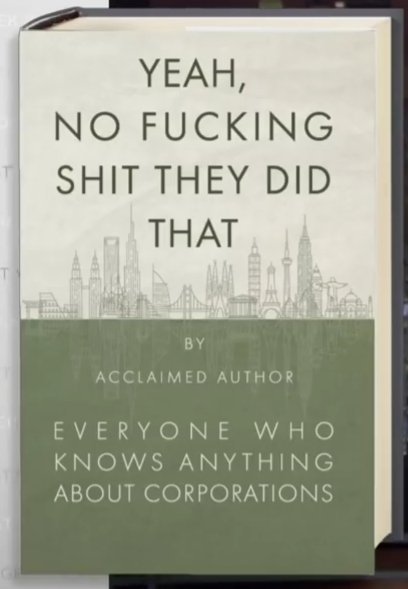 YEAH,
NO FUCKING
SHIT THEY DID
THAT
BY
ACCLAIMED AUTHOR
EVERYONE WHO
KNOWS ANYTHING
ABOUT CORPORATIONS